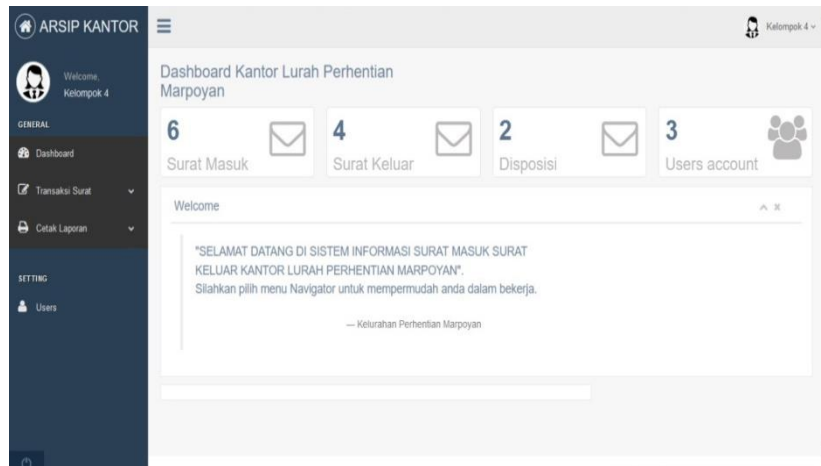 ARSIP KANTOR
Kelompok 4
Welcome,
Kelompok 4
GENERAL
Dashboard
Transaksi Surat
Cetak Laporan
SETTING
Users
Dashboard Kantor Lurah Perhentian
Marpoyan
6
Surat Masuk
4
Surat Keluar
2
Disposisi
3
Users account
Welcome
"SELAMAT DATANG DI SISTEM INFORMASI SURAT MASUK SURAT
KELUAR KANTOR LURAH PERHENTIAN MARPOYAN".
Silahkan pilih menu Navigator untuk mempermudah anda dalam bekerja.
— Kelurahan Perhentian Marpoyan